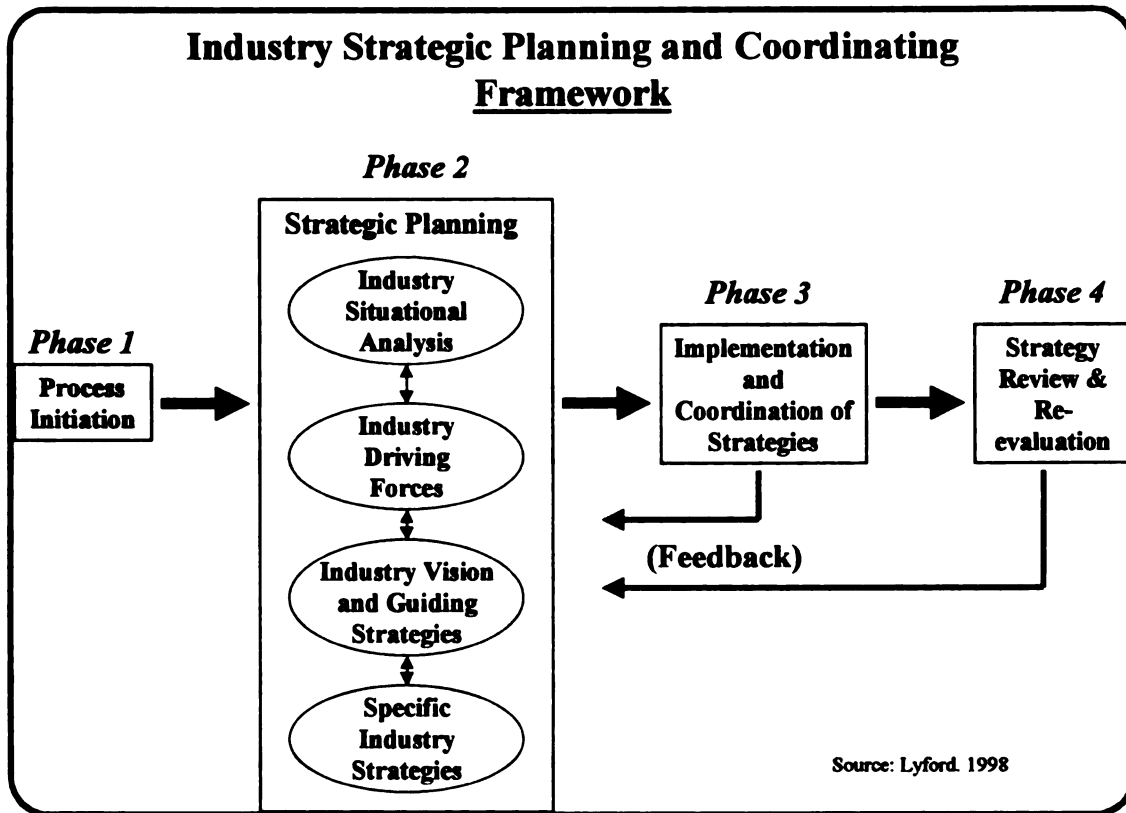 Industry Strategic Planning and Coordinating
Framework
Phase 1
Process
Initiation
Phase 2
Strategic Planning
Industry
Situational
Analysis
Industry
Driving
Forces
Industry Vision
and Guiding
Strategies
Specific
Industry
Strategies
Phase 3
Implementation
and
Coordination of
Strategies
Phase 4
Strategy
Review &
Re-
evaluation
(Feedback)
Source: Lyford. 1998